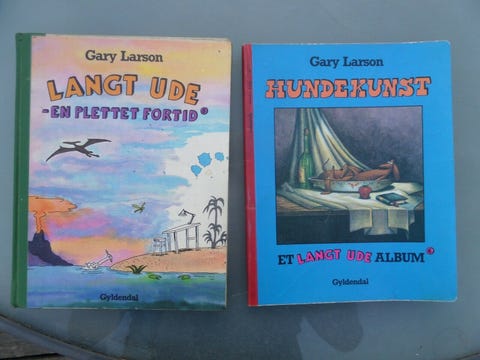 Gary Larson
LANGT UDE
-EN PLETTET FORTID
Gyldendal
Gary Larson
HUNDEKUNST
ET LANGT UDE ALBUM
Gyldendal